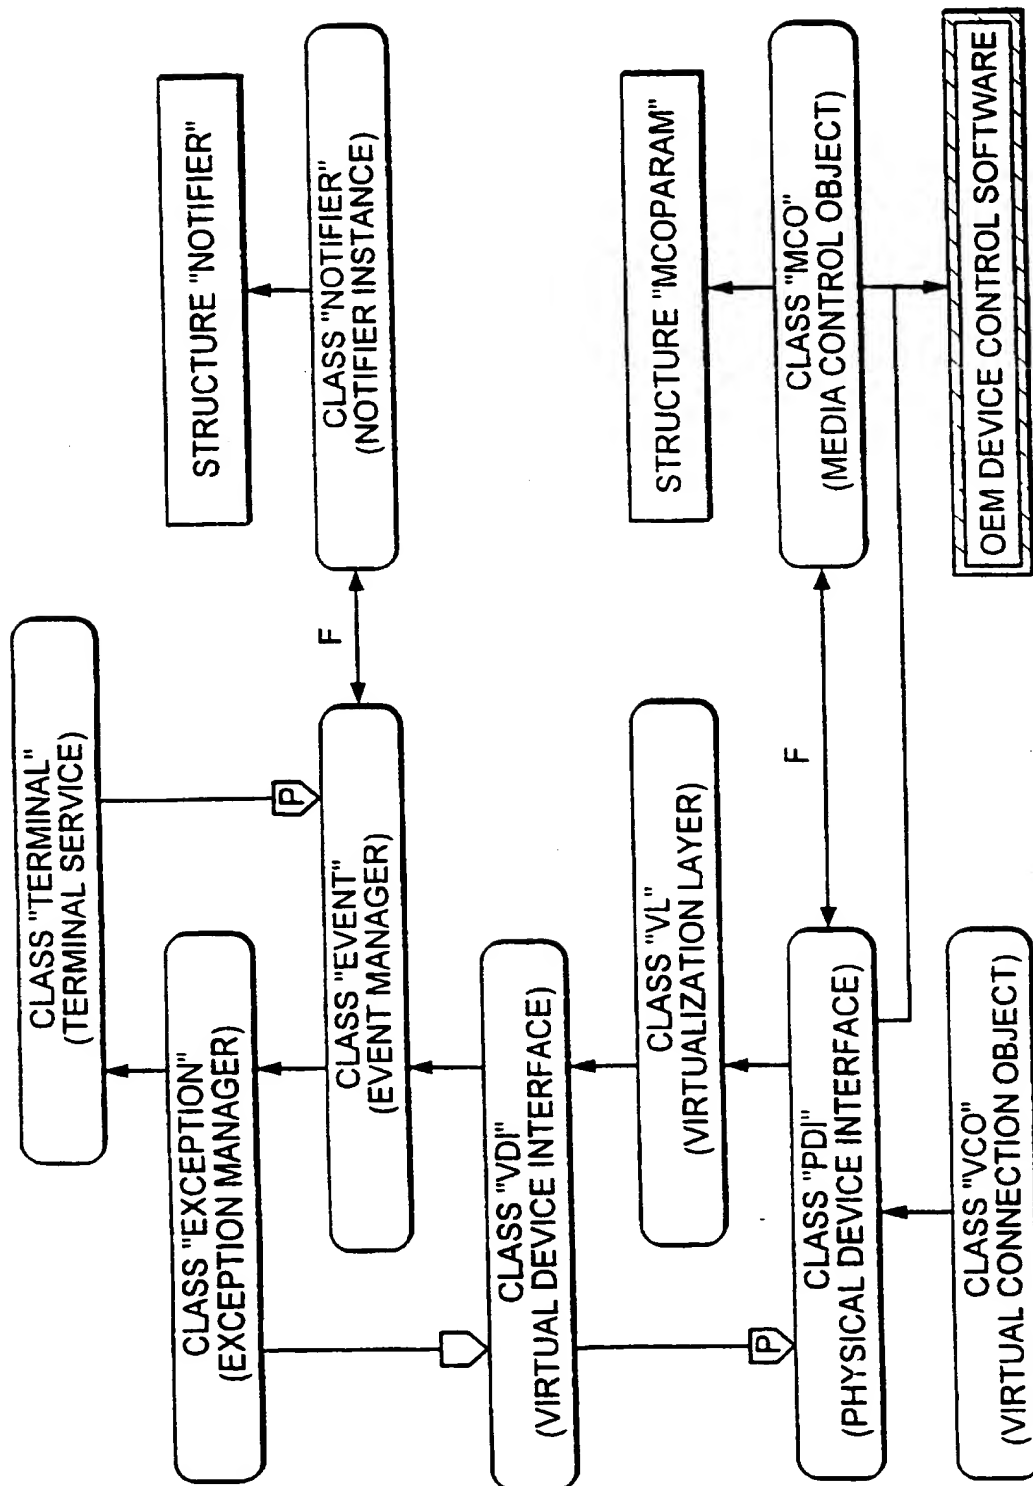 CLASS "TERMINAL"
(TERMINAL SERVICE)
CLASS "EXCEPTION"
(EXCEPTION MANAGER)
STRUCTURE "NOTIFIER"
P
CLASS "EVENT"
(EVENT MANAGER)
F
CLASS "NOTIFIER"
(NOTIFIER INSTANCE)
CLASS "VDI"
(VIRTUAL DEVICE INTERFACE)
CLASS "VL"
(VIRTUALIZATION LAYER)
STRUCTURE "MCOPARAM"
P
CLASS "PDI"
(PHYSICAL DEVICE INTERFACE)
F
CLASS "MCO"
(MEDIA CONTROL OBJECT)
CLASS "VCO"
(VIRTUAL CONNECTION OBJECT)
OEM DEVICE CONTROL SOFTWARE